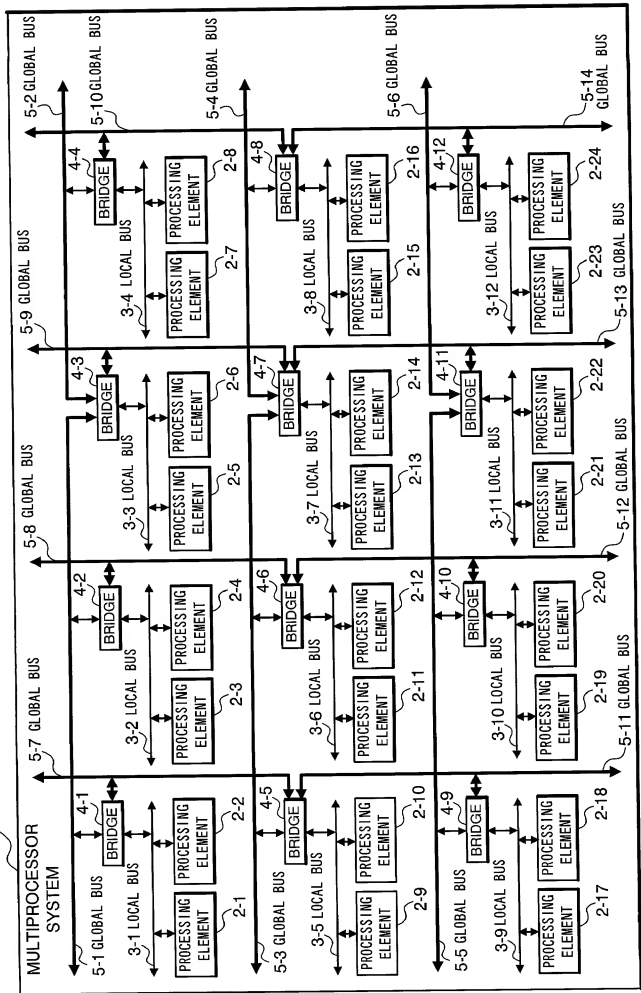 MULTIPROCESSOR
SYSTEM
5-1 GLOBAL BUS
5-7 GLOBAL BUS
5-8 GLOBAL BUS
5-9 GLOBAL BUS
5-2 GLOBAL BUS
5-10 GLOBAL BUS
4-1
BRIDGE
4-2
BRIDGE
4-3
BRIDGE
4-4
BRIDGE
3-1 LOCAL BUS
3-2 LOCAL BUS
3-3 LOCAL BUS
3-4 LOCAL BUS
PROCESSING
ELEMENT
2-1
PROCESSING
ELEMENT
2-2
PROCESSING
ELEMENT
2-3
PROCESSING
ELEMENT
2-4
PROCESSING
ELEMENT
2-5
PROCESSING
ELEMENT
2-6
PROCESSING
ELEMENT
2-7
PROCESSING
ELEMENT
2-8
5-3 GLOBAL BUS
5-4 GLOBAL BUS
4-5
BRIDGE
4-6
BRIDGE
4-7
BRIDGE
4-8
BRIDGE
3-5 LOCAL BUS
3-6 LOCAL BUS
3-7 LOCAL BUS
3-8 LOCAL BUS
PROCESSING
ELEMENT
2-9
PROCESSING
ELEMENT
2-10
PROCESSING
ELEMENT
2-11
PROCESSING
ELEMENT
2-12
PROCESSING
ELEMENT
2-13
PROCESSING
ELEMENT
2-14
PROCESSING
ELEMENT
2-15
PROCESSING
ELEMENT
2-16
5-5 GLOBAL BUS
5-6 GLOBAL BUS
4-9
BRIDGE
4-10
BRIDGE
4-11
BRIDGE
4-12
BRIDGE
3-9 LOCAL BUS
3-10 LOCAL BUS
3-11 LOCAL BUS
3-12 LOCAL BUS
PROCESSING
ELEMENT
2-17
PROCESSING
ELEMENT
2-18
PROCESSING
ELEMENT
2-19
PROCESSING
ELEMENT
2-20
PROCESSING
ELEMENT
2-21
PROCESSING
ELEMENT
2-22
PROCESSING
ELEMENT
2-23
PROCESSING
ELEMENT
2-24
5-11 GLOBAL BUS
5-12 GLOBAL BUS
5-13 GLOBAL BUS
5-14
GLOBAL BUS